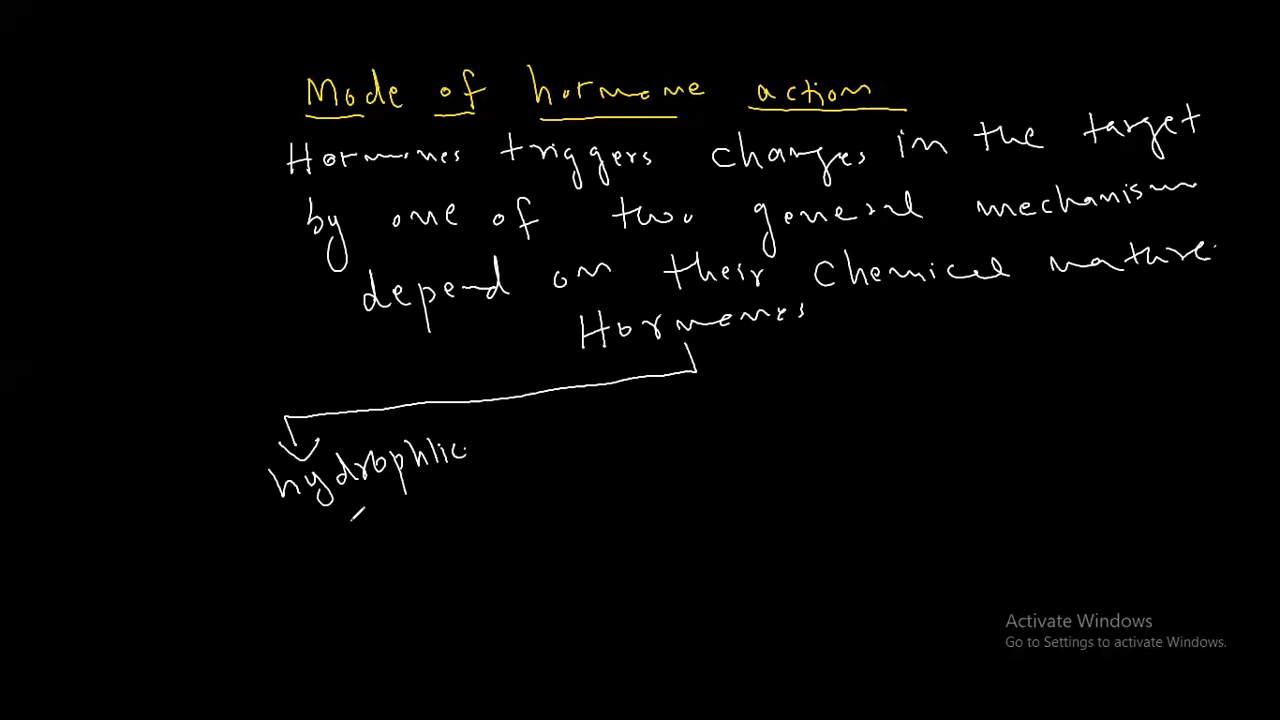 Mode of hormone action
Hormones triggers changes in the target
by one of two general mechanism
depend on their chemical nature.
Hormones
hydrophlic
Activate Windows
Go to Settings to activate Windows.